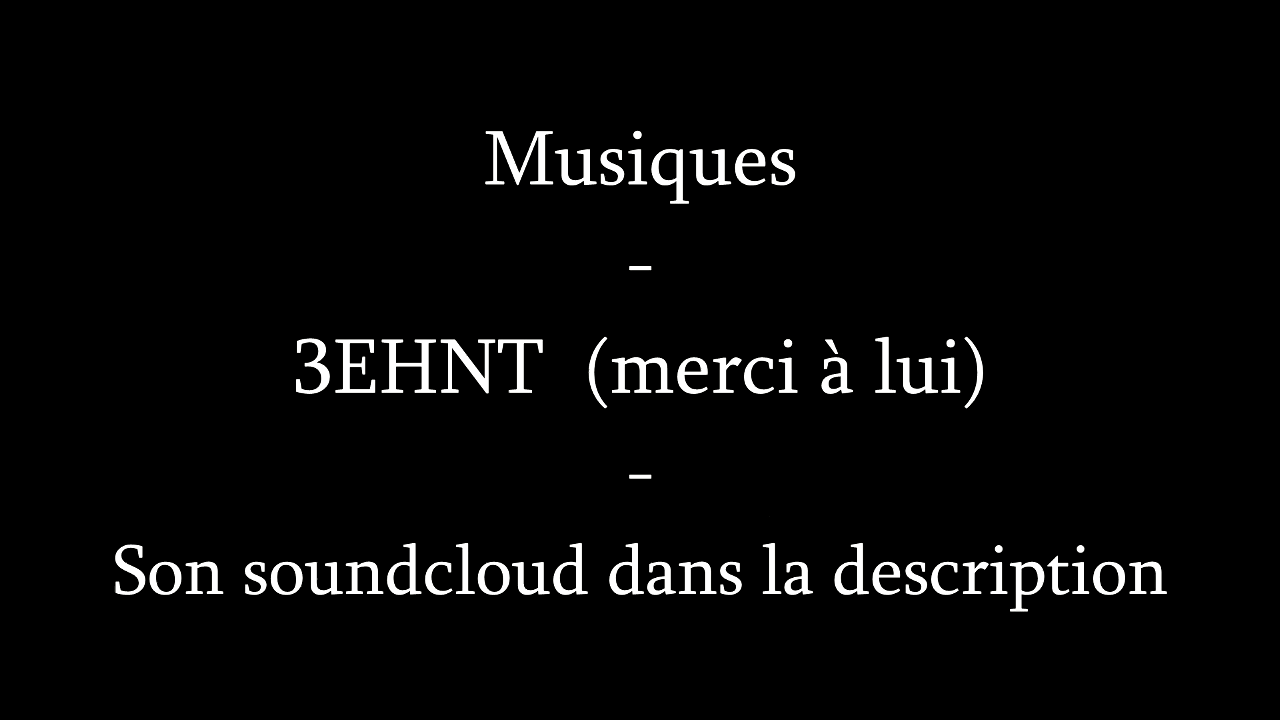 Musiques
-
3EHNT (merci à lui)
-
Son soundcloud dans la description